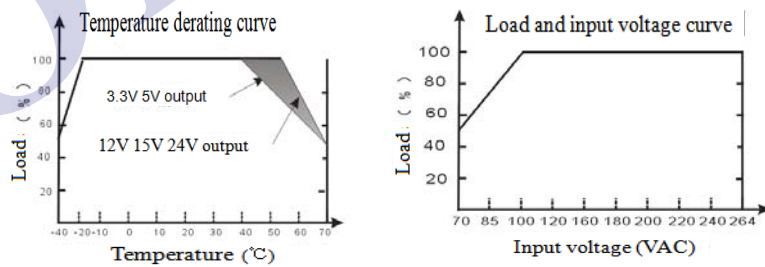 Temperature derating curve
100
80
60
40
20
Load:（%）
3.3V 5V output
12V 15V 24V output
-40 -20 -10 0 10 20 30 40 50 60 70
Temperature (℃)
Load and input voltage curve
100
80
60
40
20
Load:（%）
70 85 100 120 160 180 200 220 240 264
Input voltage (VAC)